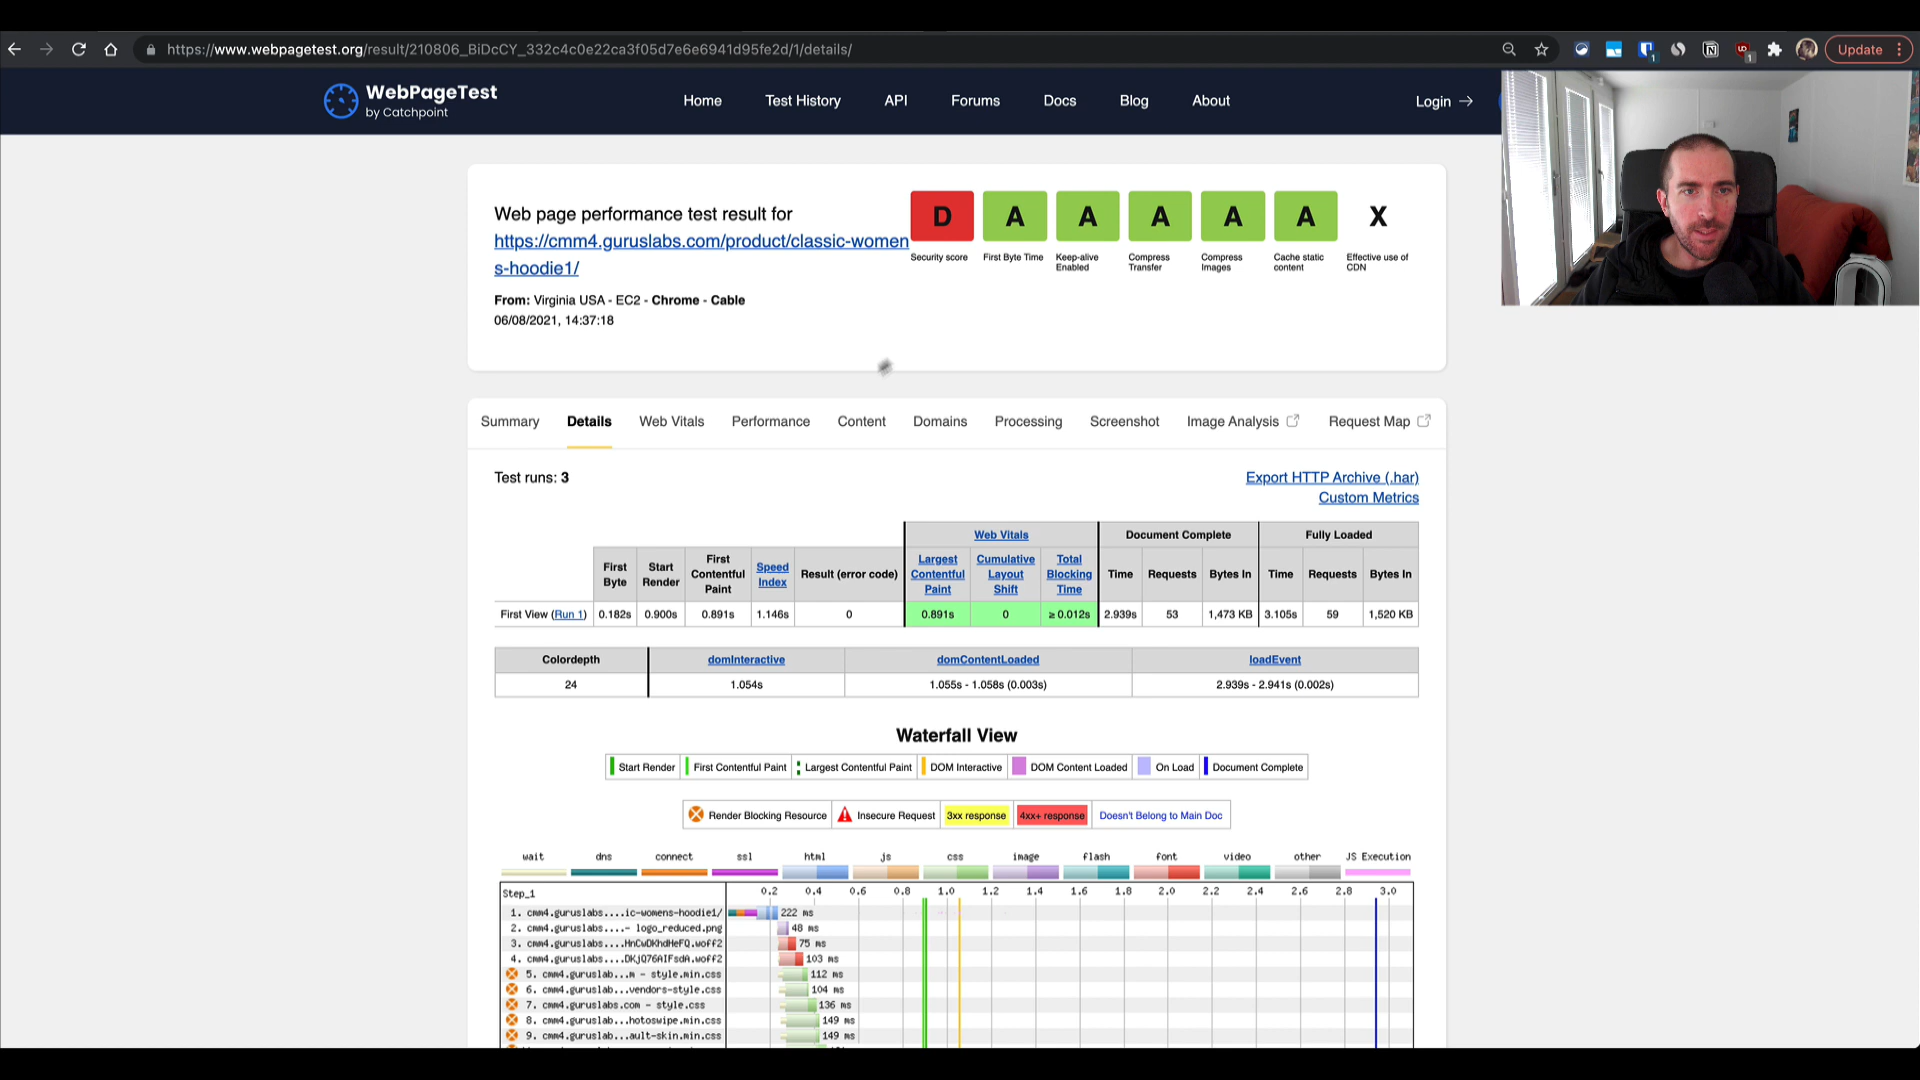 https://www.webpagetest.org/result/210806_BiDcCY_332c4c0e22ca3f05d7e6e6941d95fe2d/1/details/
Update
WebPageTest
by Catchpoint
Home
Test History
API
Forums
Docs
Blog
About
Login
Web page performance test result for
https://cmm4.guruslabs.com/product/classic-women
s-hoodie1/
From: Virginia USA - EC2 - Chrome - Cable
06/08/2021, 14:37:18
D
A
A
A
A
A
X
Security score
First Byte Time
Keep-alive
Enabled
Compress
Transfer
Compress
Images
Cache static
content
Effective use of
CDN
Summary
Details
Web Vitals
Performance
Content
Domains
Processing
Screenshot
Image Analysis
Request Map
Test runs: 3
Export HTTP Archive (.har)
Custom Metrics
Web Vitals
Document Complete
Fully Loaded
First
Byte
Start
Render
First
Contentful
Paint
Speed
Index
Result (error code)
Largest
Contentful
Paint
Cumulative
Layout
Shift
Total
Blocking
Time
Time
Requests
Bytes In
Time
Requests
Bytes In
First View (Run 1)
0.182s
0.900s
0.891s
1.146s
0
0.891s
0
≥ 0.012s
2.939s
53
1,473 KB
3.105s
59
1,520 KB
Colordepth
domInteractive
domContentLoaded
loadEvent
24
1.054s
1.055s - 1.058s (0.003s)
2.939s - 2.941s (0.002s)
Waterfall View
Start Render
First Contentful Paint
Largest Contentful Paint
DOM Interactive
DOM Content Loaded
On Load
Document Complete
Render Blocking Resource
Insecure Request
3xx response
4xx+ response
Doesn't Belong to Main Doc
wait
dns
connect
ssl
html
js
css
image
flash
font
video
other
JS Execution
Step_1
0.2 0.4 0.6 0.8 1.0 1.2 1.4 1.6 1.8 2.0 2.2 2.4 2.6 2.8 3.0
1. cmm4.guruslabs....ic-womens-hoodie1/ 222 ms
2. cmm4.guruslabs....- logo_reduced.png 48 ms
3. cmm4.guruslabs....HnCwDKhdHeFQ.woff2 75 ms
4. cmm4.guruslabs....DKjQ76AIFsdA.woff2 103 ms
5. cmm4.guruslab...m - style.min.css 112 ms
6. cmm4.guruslab...vendors-style.css 104 ms
7. cmm4.guruslabs.com - style.css 136 ms
8. cmm4.guruslab...hotoswipe.min.css 149 ms
9. cmm4.guruslab...ault-skin.min.css 149 ms